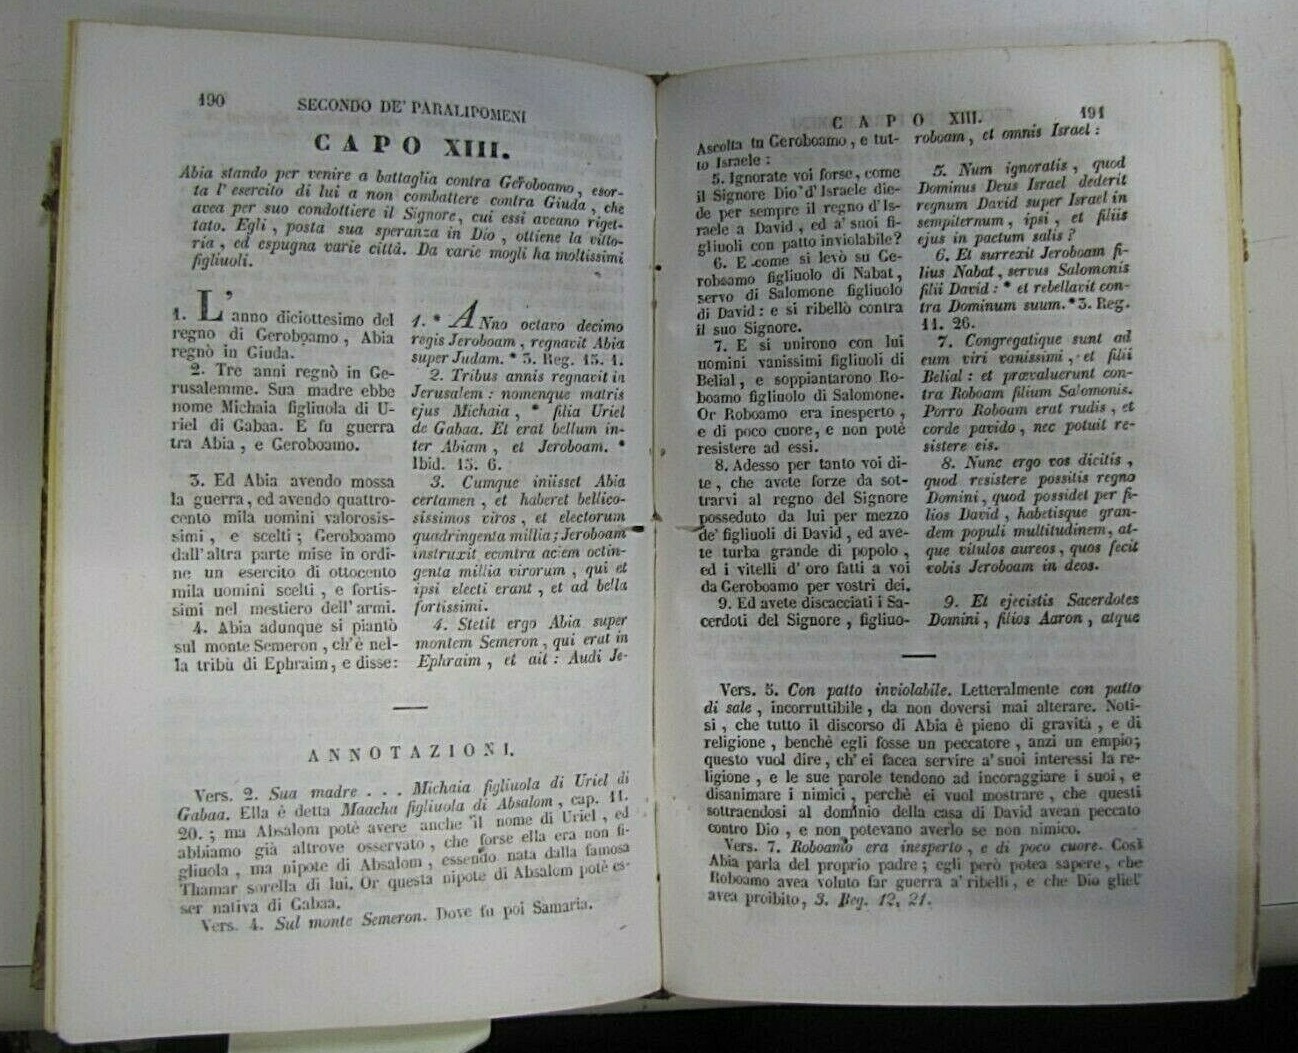 190
SECONDO DE' PARALIPOMENI
CAPO XIII.
Abia stando per venire a battaglia contra Geroboamo, esor-
ta l'esercito di lui a non combattere contra Giuda, che
avea per suo condottiere il Signore, cui essi aveano riget-
tato. Egli, posta sua speranza in Dio, ottiene la vitto-
ria, ed espugna varie città. Da varie mogli ha moltissimi
figliuoli.
1. L'anno diciottesimo del
regno di Geroboamo, Abia
regnò in Giuda.
2. Tre anni regnò in Ge-
rusalemme. Sua madre ebbe
nome Michaia figliuola di U-
riel di Gabaa. E fu guerra
tra Abia, e Geroboamo.
3. Ed Abia avendo mossa
la guerra, ed avendo quattro-
cento mila uomini valorosis-
simi, e scelti; Geroboamo
dall'altra parte mise in ordi-
ne un esercito di ottocento
mila uomini scelti, e fortis-
simi nel mestiero dell'armi.
4. Abia adunque si piantò
sul monte Semeron, ch'è nel-
la tribù di Ephraim, e disse:
1. * ANno octavo decimo
regis Jeroboam, regnavit Abia
super Judam. * 3. Reg. 15. 1.
2. Tribus annis regnavit in
Jerusalem: nomenque matris
ejus Michaia, * filia Uriel
de Gabaa. Et erat bellum in-
ter Abiam, et Jeroboam. *
Ibid. 15. 6.
3. Cumque iniisset Abia
certamen, et haberet bellico-
sissimos viros, et electorum
quadringenta millia; Jeroboam
instruxit econtra aciem octin-
genta millia virorum, qui et
ipsi electi erant, et ad bella
fortissimi.
4. Stetit ergo Abia super
montem Semeron, qui erat in
Ephraim, et ait: Audi Je-
ANNOTAZIONI.
Vers. 2. Sua madre . . . Michaia figliuola di Uriel di
Gabaa. Ella è detta Maacha figliuola di Absalom, cap. 11.
20.; ma Absalom potè avere anche il nome di Uriel, ed
abbiamo già altrove osservato, che forse ella era non fi-
gliuola, ma nipote di Absalom, essendo nata dalla famosa
Thamar sorella di lui. Or questa nipote di Absalom potè es-
ser nativa di Gabaa.
Vers. 4. Sul monte Semeron. Dove fu poi Samaria.
CAPO XIII.
191
Ascolta tu Geroboamo, e tut-
to Israele:
5. Ignorate voi forse, come
il Signore Dio d'Israele die-
de per sempre il regno d'Is-
raele a David, ed a' suoi fi-
gliuoli con patto inviolabile?
6. E come si levò su Ge-
roboamo figliuolo di Nabat,
servo di Salomone figliuolo
di David: e si ribellò contra
il suo Signore.
7. E si unirono con lui
uomini vanissimi figliuoli di
Belial, e soppiantarono Ro-
boamo figliuolo di Salomone.
Or Roboamo era inesperto,
e di poco cuore, e non potè
resistere ad essi.
8. Adesso per tanto voi di-
te, che avete forze da sot-
trarvi al regno del Signore
posseduto da lui per mezzo
de' figliuoli di David, ed ave-
te turba grande di popolo,
ed i vitelli d'oro fatti a voi
da Geroboamo per vostri dei.
9. Ed avete discacciati i Sa-
cerdoti del Signore, figliuo-
roboam, et omnis Israel:
5. Num ignoratis, quod
Dominus Deus Israel dederit
regnum David super Israel in
sempiternum, ipsi, et filiis
ejus in pactum salis?
6. Et surrexit Jeroboam fi-
lius Nabat, servus Salomonis
filii David: * et rebellavit con-
tra Dominum suum. * 3. Reg.
11. 26.
7. Congregatique sunt ad
eum viri vanissimi, et filii
Belial: et prævaluerunt con-
tra Roboam filium Salomonis.
Porro Roboam erat rudis, et
corde pavido, nec potuit re-
sistere eis.
8. Nunc ergo vos dicitis,
quod resistere possitis regno
Domini, quod possidet per fi-
lios David, habetisque gran-
dem populi multitudinem, at-
que vitulos aureos, quos fecit
vobis Jeroboam in deos.
9. Et ejecistis Sacerdotes
Domini, filios Aaron, atque
Vers. 5. Con patto inviolabile. Letteralmente con patto
di sale, incorruttibile, da non doversi mai alterare. Noti-
si, che tutto il discorso di Abia è pieno di gravità, e di
religione, benchè egli fosse un peccatore, anzi un empio;
questo vuol dire, ch'ei facea servire a' suoi interessi la re-
ligione, e le sue parole tendono ad incoraggiare i suoi, e
disanimare i nimici, perchè ei vuol mostrare, che questi
sottraendosi al dominio della casa di David avean peccato
contro Dio, e non potevano averlo se non nimico.
Vers. 7. Roboamo era inesperto, e di poco cuore. Così
Abia parla del proprio padre; egli però potea sapere, che
Roboamo avea voluto far guerra a' ribelli, e che Dio gliel'
avea proibito, 3. Reg. 12, 21.